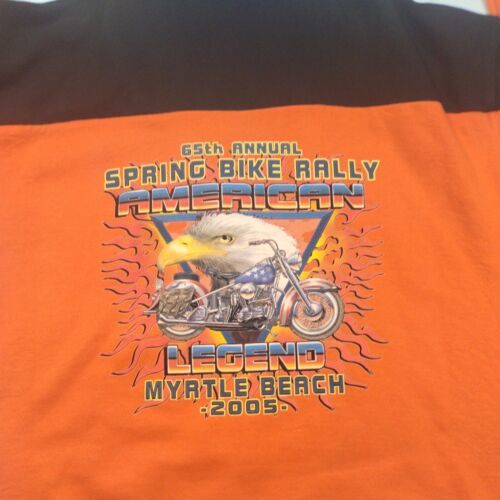 65th ANNUAL
SPRING BIKE RALLY
AMERICAN
LEGEND
MYRTLE BEACH
-2005-